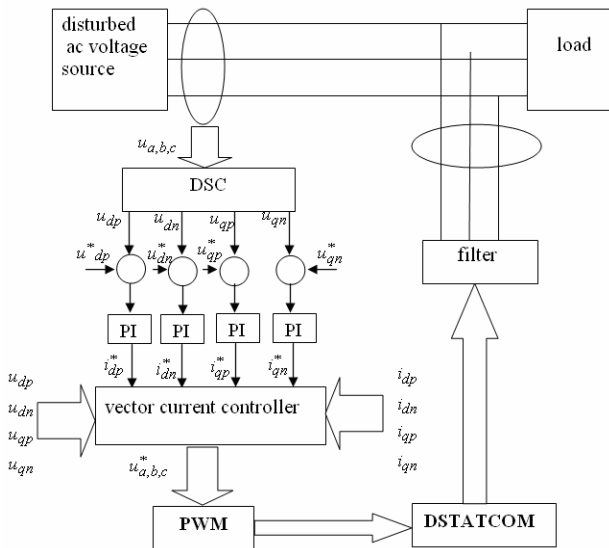 disturbed
ac voltage
source
load
u_{a,b,c}
DSC
u_{dp} u_{dn} u_{qp} u_{qn}
u^*_{dp} u^*_{dn} u^*_{qp} u^*_{qn}
filter
PI PI PI PI
i^*_{dp} i^*_{dn} i^*_{qp} i^*_{qn}
u_{dp}
u_{dn}
u_{qp}
u_{qn}
vector current controller
i_{dp}
i_{dn}
i_{qp}
i_{qn}
u^*_{a,b,c}
PWM
DSTATCOM